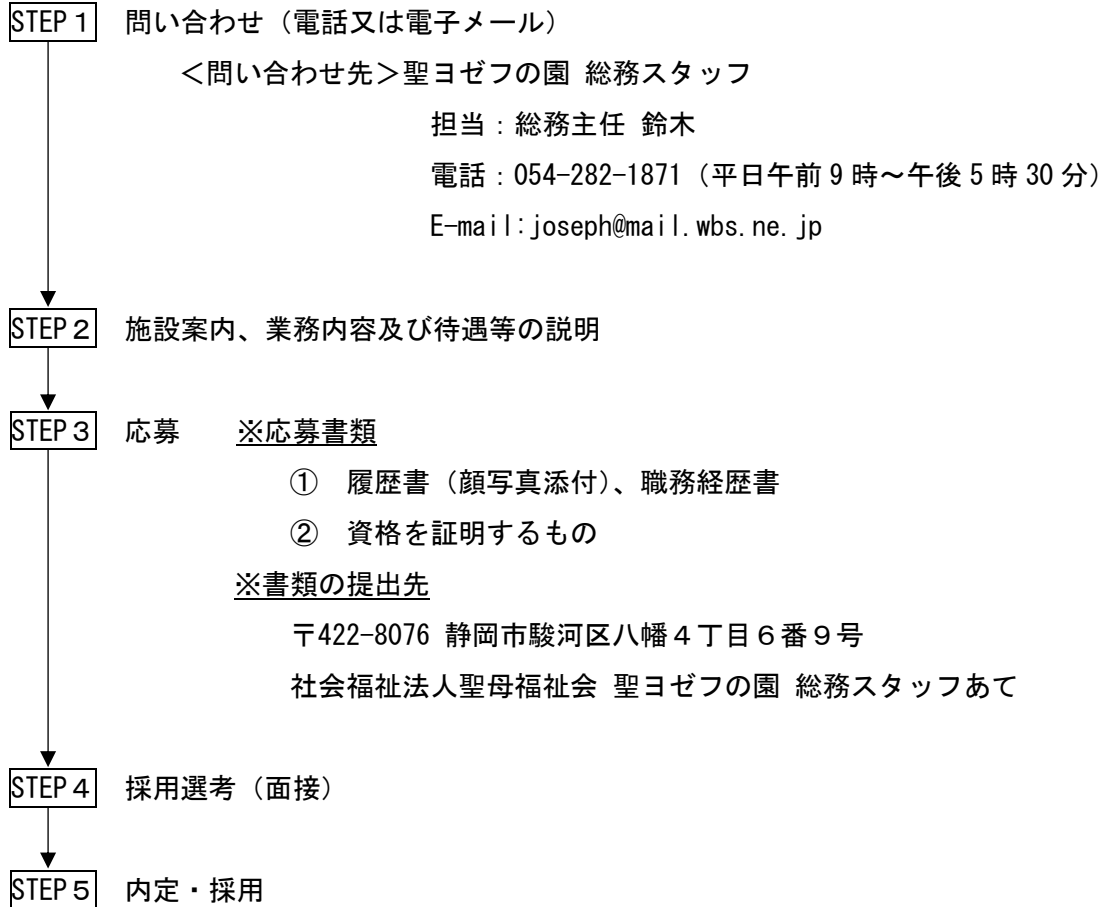 STEP１ 問い合わせ（電話又は電子メール）
＜問い合わせ先＞聖ヨゼフの園 総務スタッフ
担当：総務主任 鈴木
電話：054-282-1871（平日午前9時～午後5時30分）
E-mail:joseph@mail.wbs.ne.jp
STEP２ 施設案内、業務内容及び待遇等の説明
STEP３ 応募 ※応募書類
① 履歴書（顔写真添付）、職務経歴書
② 資格を証明するもの
※書類の提出先
〒422-8076 静岡市駿河区八幡４丁目６番９号
社会福祉法人聖母福祉会 聖ヨゼフの園 総務スタッフあて
STEP４ 採用選考（面接）
STEP５ 内定・採用